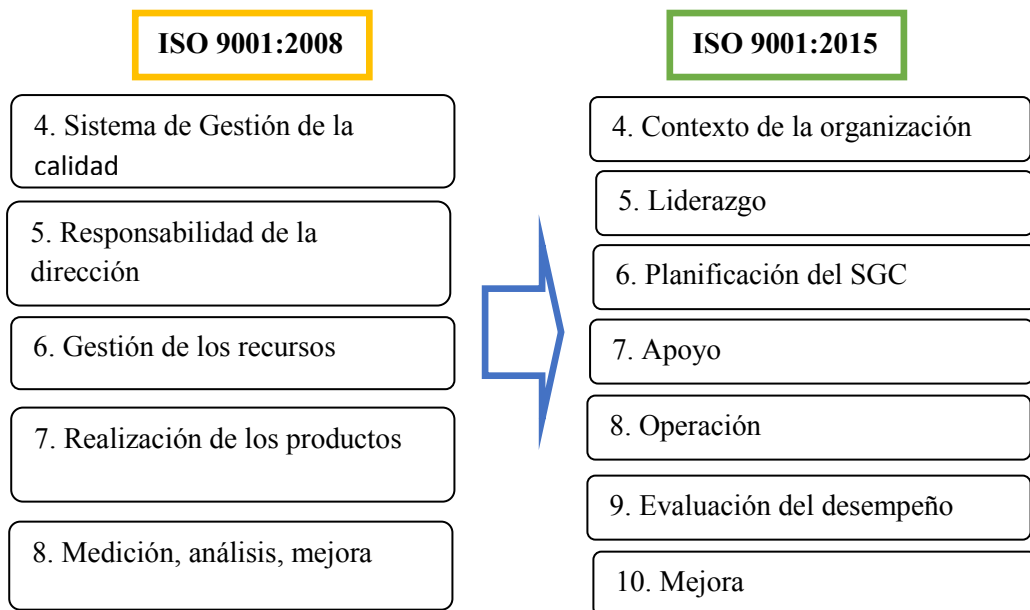 ISO 9001:2008
4. Sistema de Gestión de la
calidad
5. Responsabilidad de la
dirección
6. Gestión de los recursos
7. Realización de los productos
8. Medición, análisis, mejora
ISO 9001:2015
4. Contexto de la organización
5. Liderazgo
6. Planificación del SGC
7. Apoyo
8. Operación
9. Evaluación del desempeño
10. Mejora